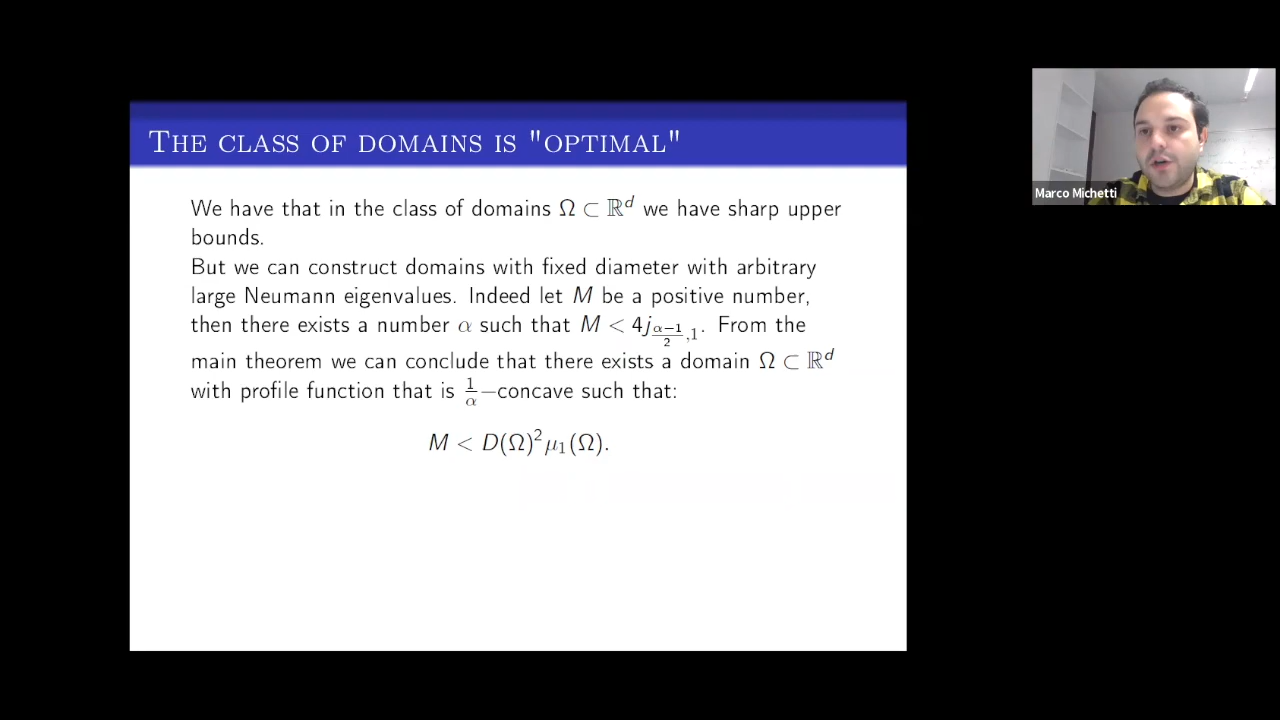 THE CLASS OF DOMAINS IS "OPTIMAL"
We have that in the class of domains Ω ⊂ ℝ^d we have sharp upper
bounds.
But we can construct domains with fixed diameter with arbitrary
large Neumann eigenvalues. Indeed let M be a positive number,
then there exists a number α such that M < 4j_{\frac{α−1}{2},1}. From the
main theorem we can conclude that there exists a domain Ω ⊂ ℝ^d
with profile function that is \frac{1}{α}−concave such that:
M < D(Ω)^2 μ_1(Ω).
Marco Michetti